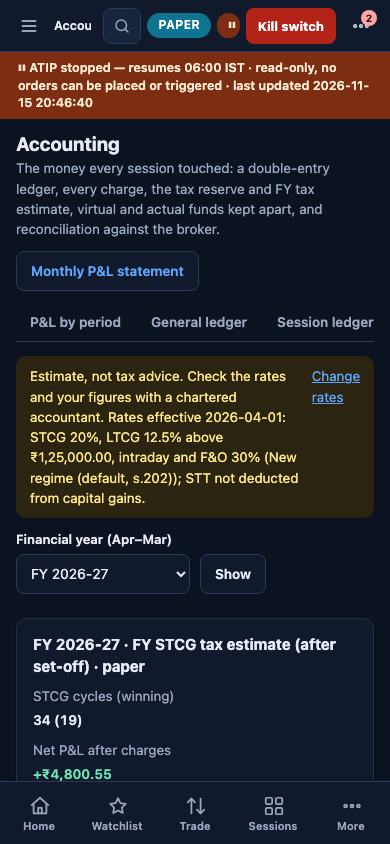 Accou
PAPER
Kill switch
2
ATIP stopped — resumes 06:00 IST · read-only, no
orders can be placed or triggered · last updated 2026-11-
15 20:46:40
Accounting
The money every session touched: a double-entry
ledger, every charge, the tax reserve and FY tax
estimate, virtual and actual funds kept apart, and
reconciliation against the broker.
Monthly P&L statement
P&L by period
General ledger
Session ledger
Estimate, not tax advice. Check the rates
and your figures with a chartered
accountant. Rates effective 2026-04-01:
STCG 20%, LTCG 12.5% above
₹1,25,000.00, intraday and F&O 30% (New
regime (default, s.202)); STT not deducted
from capital gains.
Change
rates
Financial year (Apr–Mar)
FY 2026-27
Show
FY 2026-27 · FY STCG tax estimate (after
set-off) · paper
STCG cycles (winning)
34 (19)
Net P&L after charges
+₹4,800.55
Home
Watchlist
Trade
Sessions
More